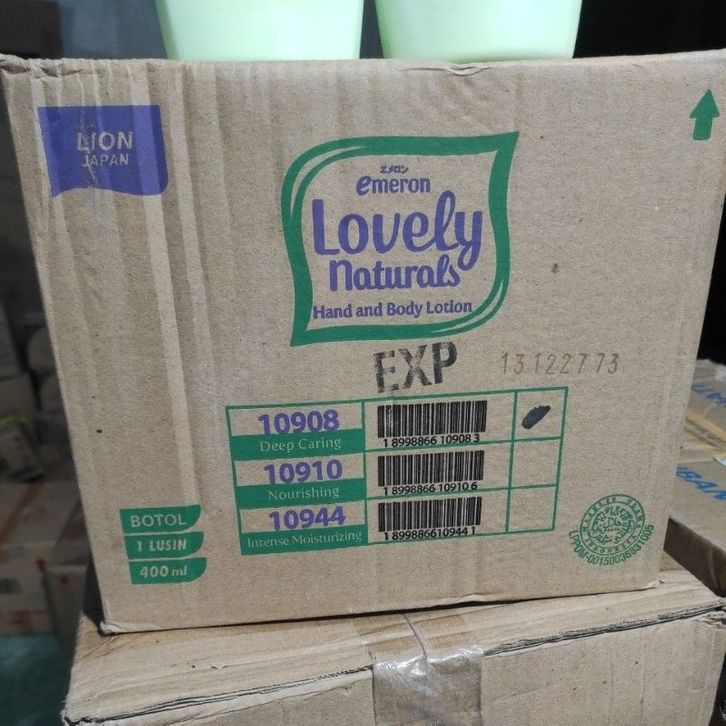 LION
JAPAN
エメロン
emeron
Lovely
naturals
Hand and Body Lotion
EXP
13122773
10908
Deep Caring
1 8998866 10908 3
10910
Nourishing
1 8998866 10910 6
10944
Intense Moisturizing
1 8998866 10944 1
BOTOL
1 LUSIN
400 ml